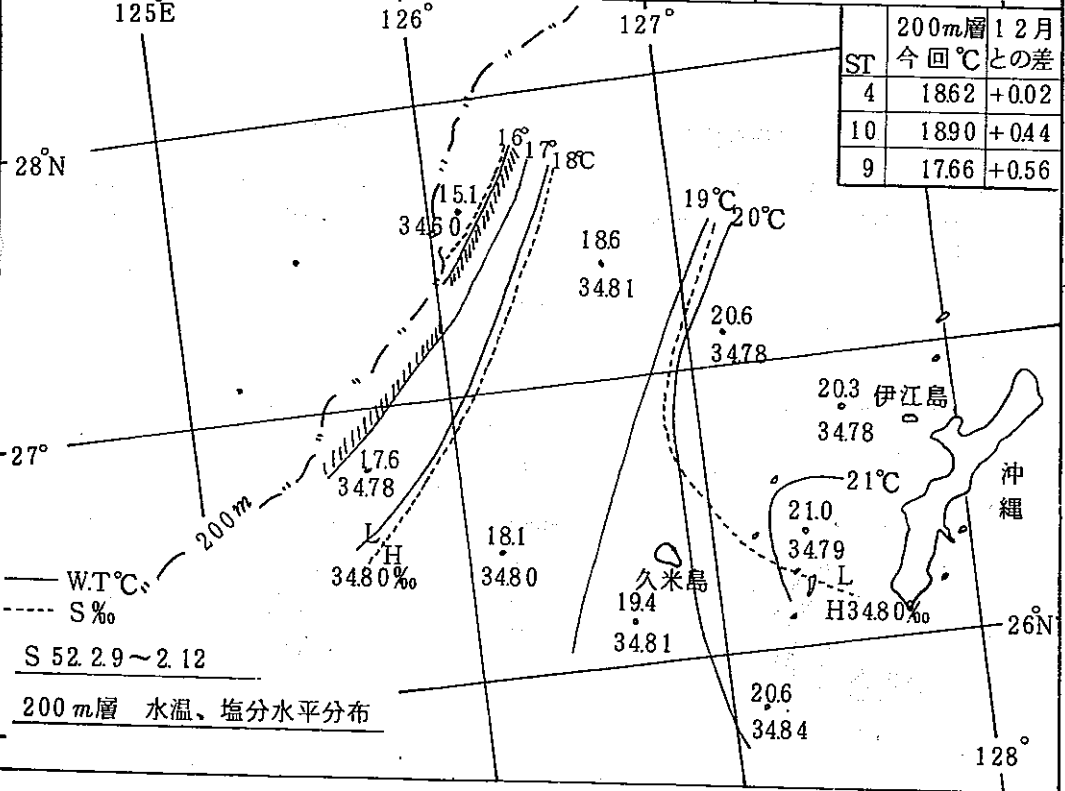 125E
126°
127°
200m層 12月
ST 今回℃ との差
4 18.62 +0.02
10 18.90 +0.44
9 17.66 +0.56
28°N
16° 17° 18℃
15.1
34.60
19℃ 20℃
18.6
34.81
20.6
34.78
20.3 伊江島
34.78
27°
17.6
34.78
21℃
沖縄
200m
21.0
34.79
L
H
34.80‰
18.1
34.80
久米島
L
H34.80‰
19.4
34.81
26°N
W.T℃
S‰
S 52.2.9～2.12
200m層 水温、塩分水平分布
20.6
34.84
128°